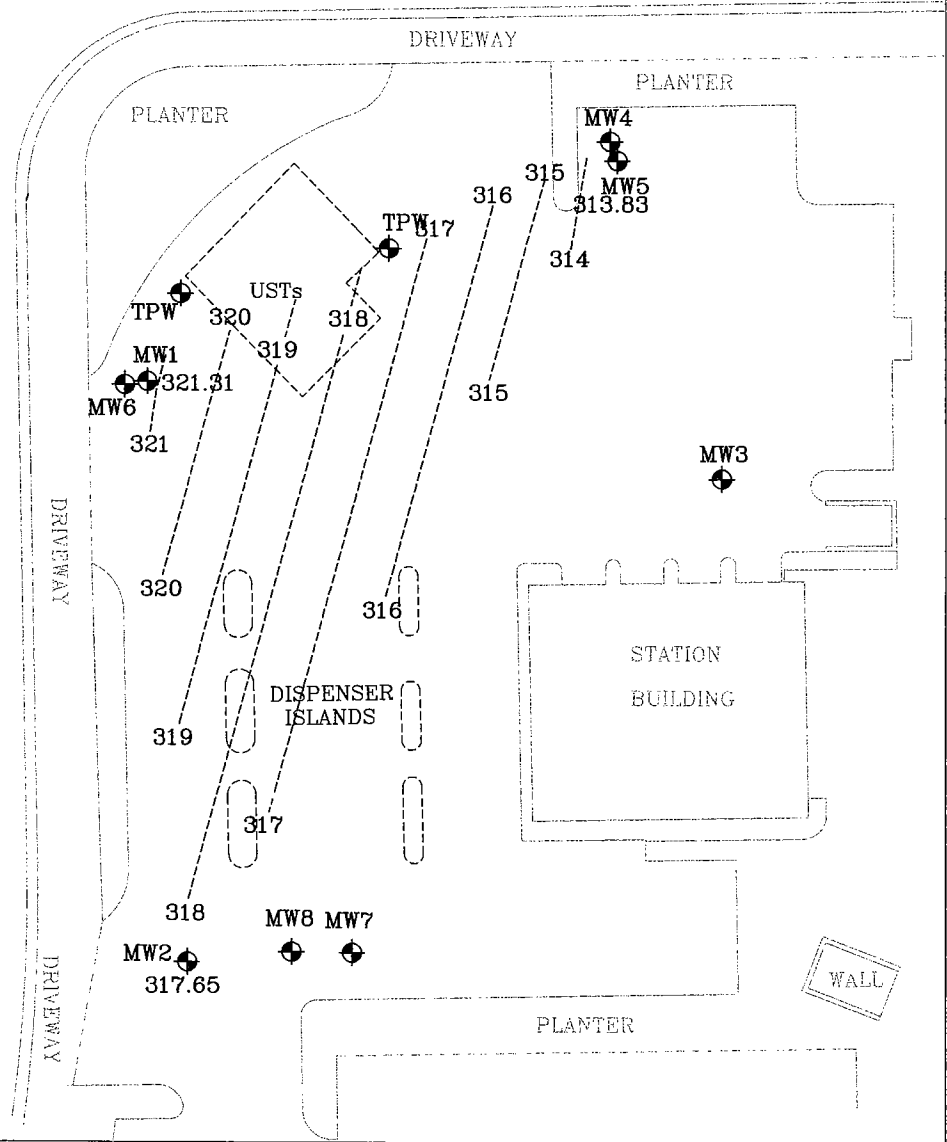 DRIVEWAY
PLANTER
PLANTER
MW4
MW5
313.83
315
316
314
TPW
317
USTs
TPW
320
318
319
MW1
321.31
MW6
321
315
MW3
DRIVEWAY
320
316
STATION
BUILDING
DISPENSER
ISLANDS
319
317
318
MW8
MW7
MW2
317.65
DRIVEWAY
WALL
PLANTER